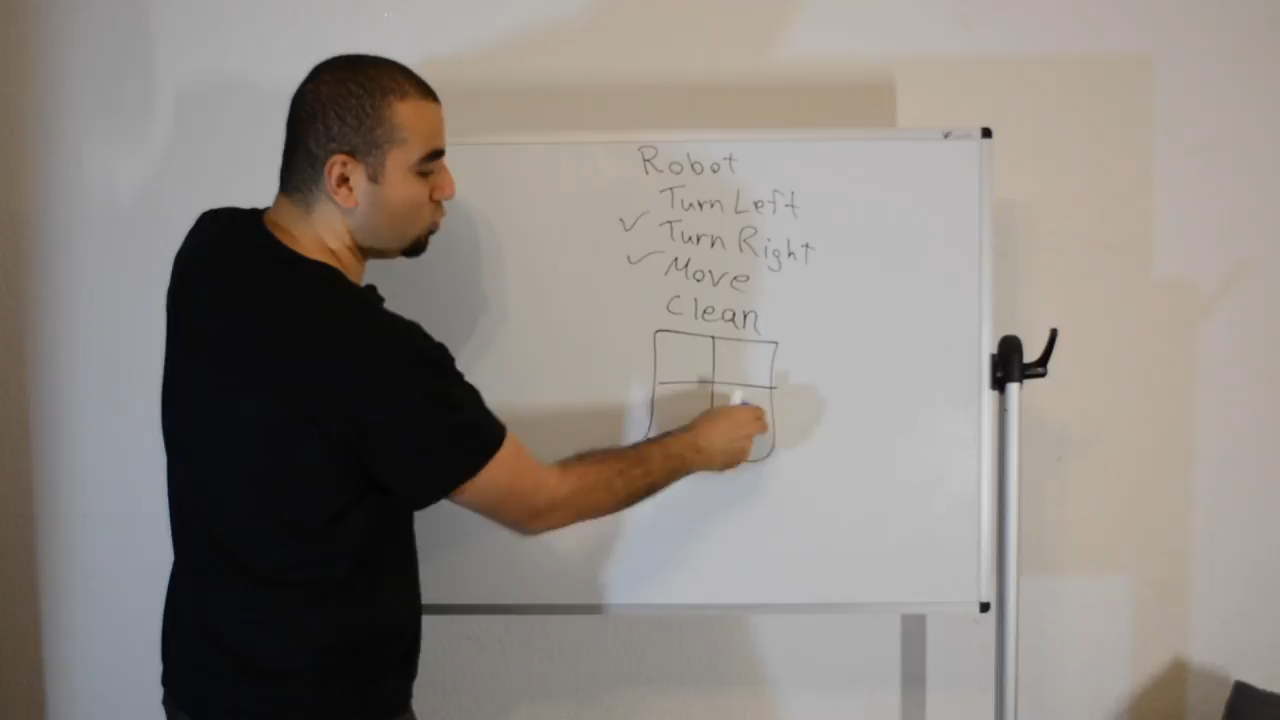 Robot
Turn Left
✓ Turn Right
✓ Move
Clean